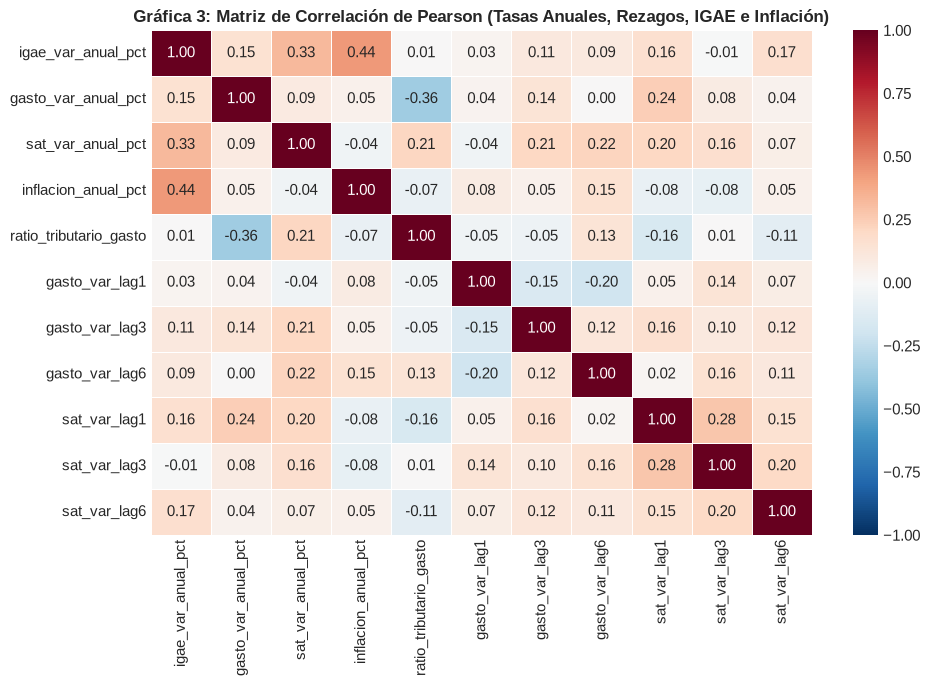 Gráfica 3: Matriz de Correlación de Pearson (Tasas Anuales, Rezagos, IGAE e Inflación)
igae_var_anual_pct 1.00 0.15 0.33 0.44 0.01 0.03 0.11 0.09 0.16 -0.01 0.17
gasto_var_anual_pct 0.15 1.00 0.09 0.05 -0.36 0.04 0.14 0.00 0.24 0.08 0.04
sat_var_anual_pct 0.33 0.09 1.00 -0.04 0.21 -0.04 0.21 0.22 0.20 0.16 0.07
inflacion_anual_pct 0.44 0.05 -0.04 1.00 -0.07 0.08 0.05 0.15 -0.08 -0.08 0.05
ratio_tributario_gasto 0.01 -0.36 0.21 -0.07 1.00 -0.05 -0.05 0.13 -0.16 0.01 -0.11
gasto_var_lag1 0.03 0.04 -0.04 0.08 -0.05 1.00 -0.15 -0.20 0.05 0.14 0.07
gasto_var_lag3 0.11 0.14 0.21 0.05 -0.05 -0.15 1.00 0.12 0.16 0.10 0.12
gasto_var_lag6 0.09 0.00 0.22 0.15 0.13 -0.20 0.12 1.00 0.02 0.16 0.11
sat_var_lag1 0.16 0.24 0.20 -0.08 -0.16 0.05 0.16 0.02 1.00 0.28 0.15
sat_var_lag3 -0.01 0.08 0.16 -0.08 0.01 0.14 0.10 0.16 0.28 1.00 0.20
sat_var_lag6 0.17 0.04 0.07 0.05 -0.11 0.07 0.12 0.11 0.15 0.20 1.00
igae_var_anual_pct
gasto_var_anual_pct
sat_var_anual_pct
inflacion_anual_pct
ratio_tributario_gasto
gasto_var_lag1
gasto_var_lag3
gasto_var_lag6
sat_var_lag1
sat_var_lag3
sat_var_lag6
1.00
0.75
0.50
0.25
0.00
−0.25
−0.50
−0.75
−1.00